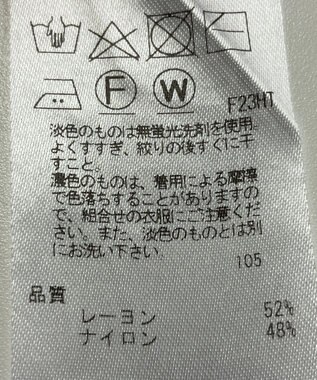 F
W
F23HT
淡色のものは無蛍光洗剤を使用
よくすすぎ、絞りの後すぐに干
すこと。
濃色のものは、着用による摩擦
で色落ちすることがありますの
で、組合せの衣服にご注意くだ
さい。また、淡色のものとは別
にお洗い下さい。
105
品質
レーヨン 52%
ナイロン 48%